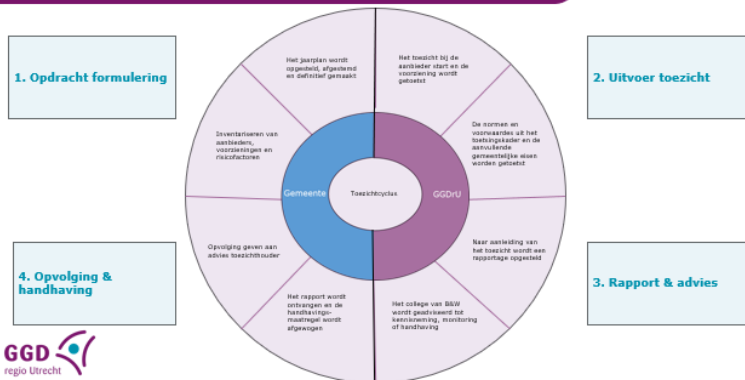 1. Opdracht formulering
Het jaarplan wordt
opgesteld, afgestemd
en definitief gemaakt
Het toezicht bij de
aanbieder start en de
voorziening wordt
getoetst
2. Uitvoer toezicht
Inventariseren van
aanbieders,
voorzieningen en
risicofactoren
De normen en
voorwaardes uit het
toetsingskader en de
aanvullende
gemeentelijke eisen
worden getoetst
Gemeente
Toezichtcyclus
GGDrU
Opvolging geven aan
advies toezichthouder
Naar aanleiding van
het toezicht wordt een
rapportage opgesteld
4. Opvolging &
handhaving
Het rapport wordt
ontvangen en de
handhavings-
maatregel wordt
afgewogen
Het college van B&W
wordt geadviseerd tot
kennisneming, monitoring
of handhaving
3. Rapport & advies
GGD
regio Utrecht